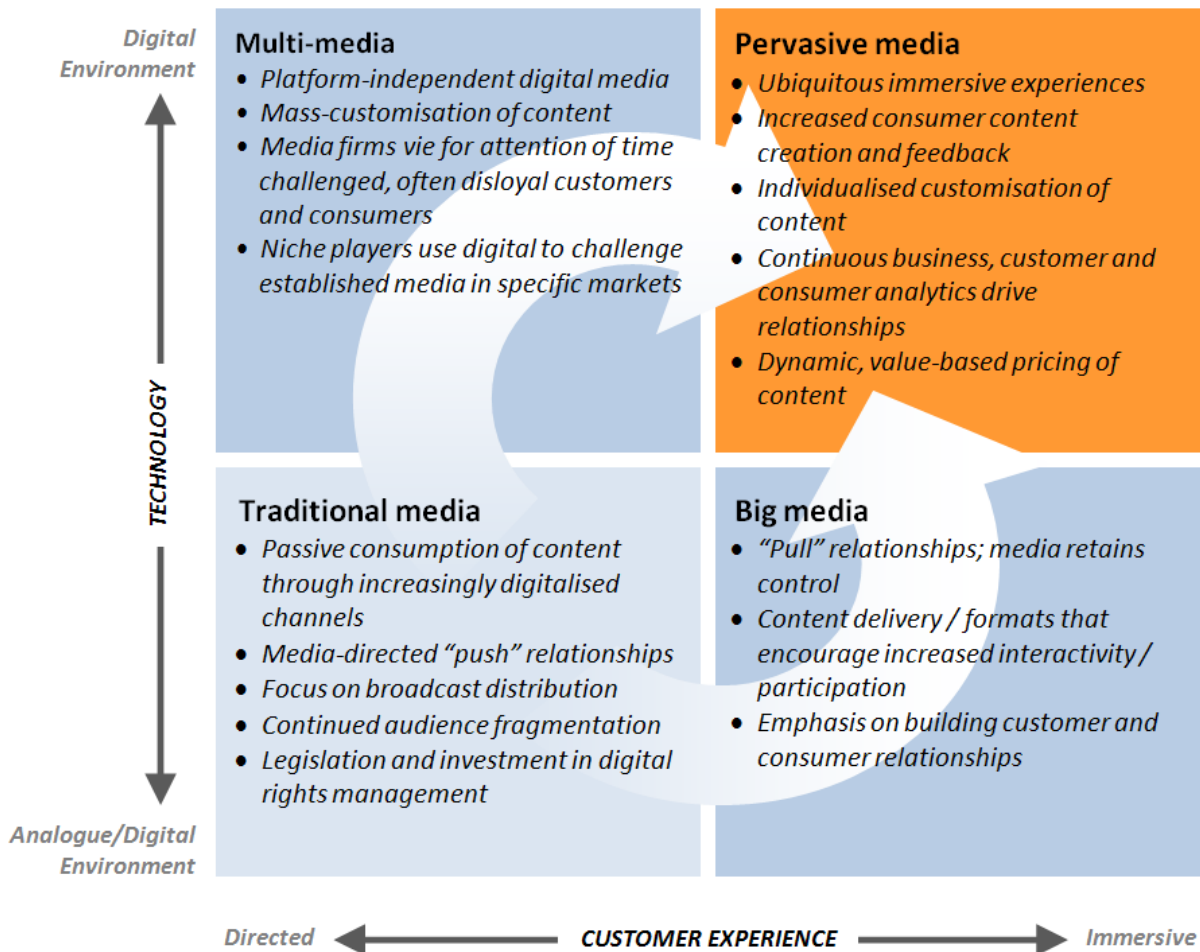 Digital
Environment
Multi-media
• Platform-independent digital media
• Mass-customisation of content
• Media firms vie for attention of time
challenged, often disloyal customers
and consumers
• Niche players use digital to challenge
established media in specific markets
Pervasive media
• Ubiquitous immersive experiences
• Increased consumer content
creation and feedback
• Individualised customisation of
content
• Continuous business, customer and
consumer analytics drive
relationships
• Dynamic, value-based pricing of
content
TECHNOLOGY
Traditional media
• Passive consumption of content
through increasingly digitalised
channels
• Media-directed “push” relationships
• Focus on broadcast distribution
• Continued audience fragmentation
• Legislation and investment in digital
rights management
Big media
• “Pull” relationships; media retains
control
• Content delivery / formats that
encourage increased interactivity /
participation
• Emphasis on building customer and
consumer relationships
Analogue/Digital
Environment
Directed
CUSTOMER EXPERIENCE
Immersive